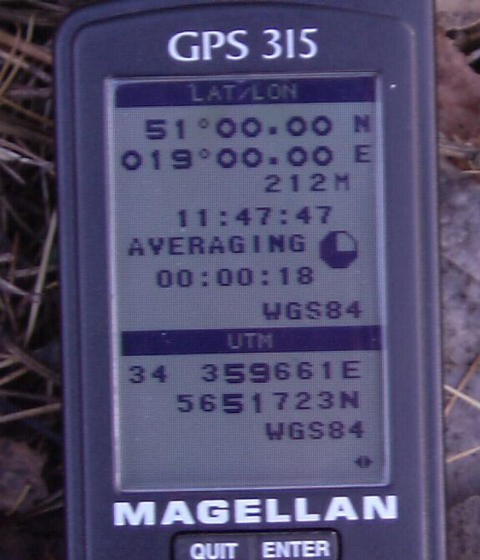 GPS 315
LAT/LON
51°00.00 N
019°00.00 E
212M
11:47:47
AVERAGING
00:00:18
WGS84
UTM
34 359661E
5651723N
WGS84
MAGELLAN
QUIT ENTER